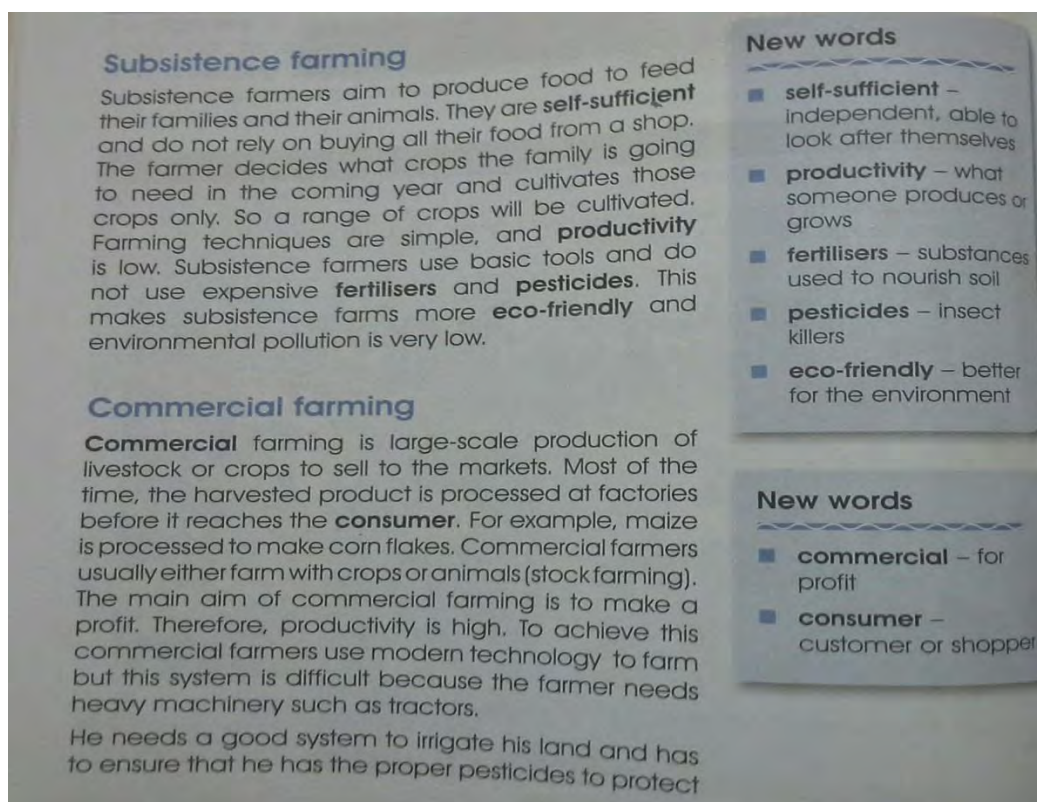 Subsistence farming
Subsistence farmers aim to produce food to feed
their families and their animals. They are self-sufficient
and do not rely on buying all their food from a shop.
The farmer decides what crops the family is going
to need in the coming year and cultivates those
crops only. So a range of crops will be cultivated.
Farming techniques are simple, and productivity
is low. Subsistence farmers use basic tools and do
not use expensive fertilisers and pesticides. This
makes subsistence farms more eco-friendly and
environmental pollution is very low.
Commercial farming
Commercial farming is large-scale production of
livestock or crops to sell to the markets. Most of the
time, the harvested product is processed at factories
before it reaches the consumer. For example, maize
is processed to make corn flakes. Commercial farmers
usually either farm with crops or animals (stock farming).
The main aim of commercial farming is to make a
profit. Therefore, productivity is high. To achieve this
commercial farmers use modern technology to farm
but this system is difficult because the farmer needs
heavy machinery such as tractors.
He needs a good system to irrigate his land and has
to ensure that he has the proper pesticides to protect
New words
■ self-sufficient –
independent, able to
look after themselves
■ productivity – what
someone produces or
grows
■ fertilisers – substances
used to nourish soil
■ pesticides – insect
killers
■ eco-friendly – better
for the environment
New words
■ commercial – for
profit
■ consumer –
customer or shopper